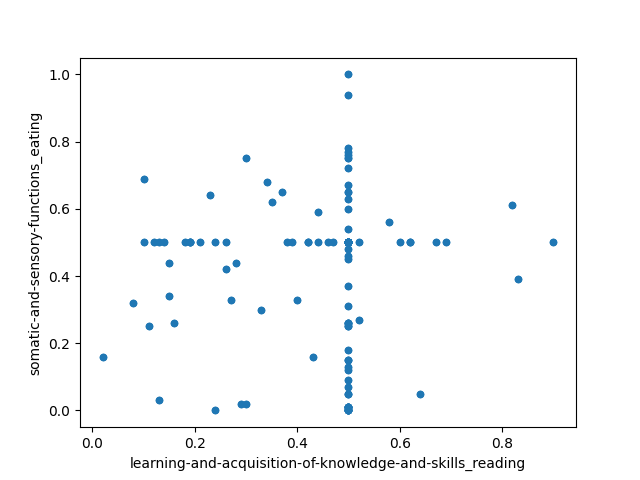 1.0
0.8
0.6
0.4
0.2
0.0
somatic-and-sensory-functions_eating
0.0 0.2 0.4 0.6 0.8
learning-and-acquisition-of-knowledge-and-skills_reading